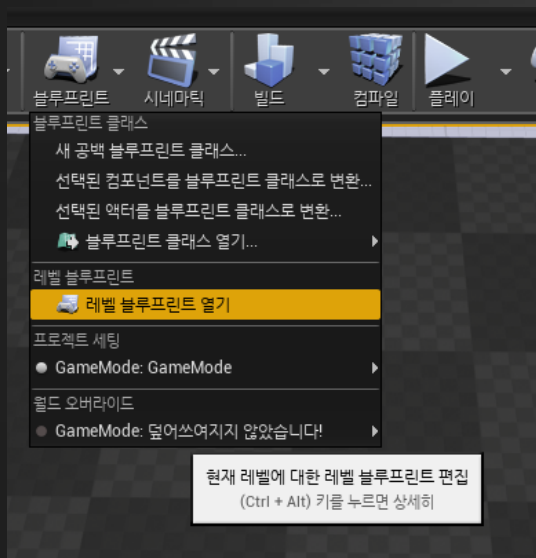 블루프린트 시네마틱 빌드 컴파일 플레이
블루프린트 클래스
새 공백 블루프린트 클래스...
선택된 컴포넌트를 블루프린트 클래스로 변환...
선택된 액터를 블루프린트 클래스로 변환...
블루프린트 클래스 열기...
레벨 블루프린트
레벨 블루프린트 열기
프로젝트 세팅
GameMode: GameMode
월드 오버라이드
GameMode: 덮어쓰여지지 않았습니다!
현재 레벨에 대한 레벨 블루프린트 편집
(Ctrl + Alt) 키를 누르면 상세히